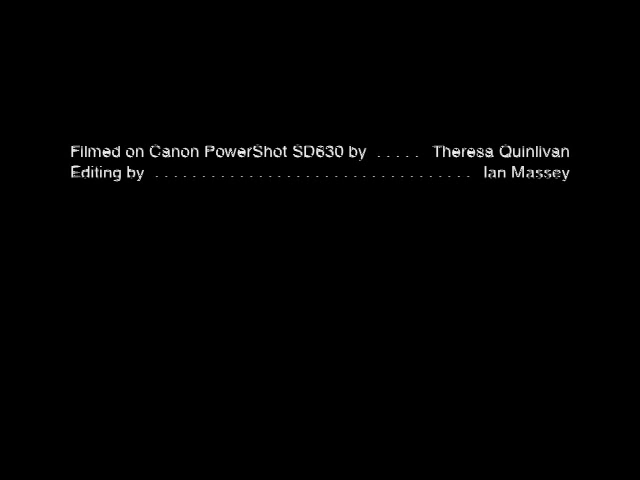 Filmed on Canon PowerShot SD630 by ..... Theresa Quinlivan
Editing by .................................. Ian Massey